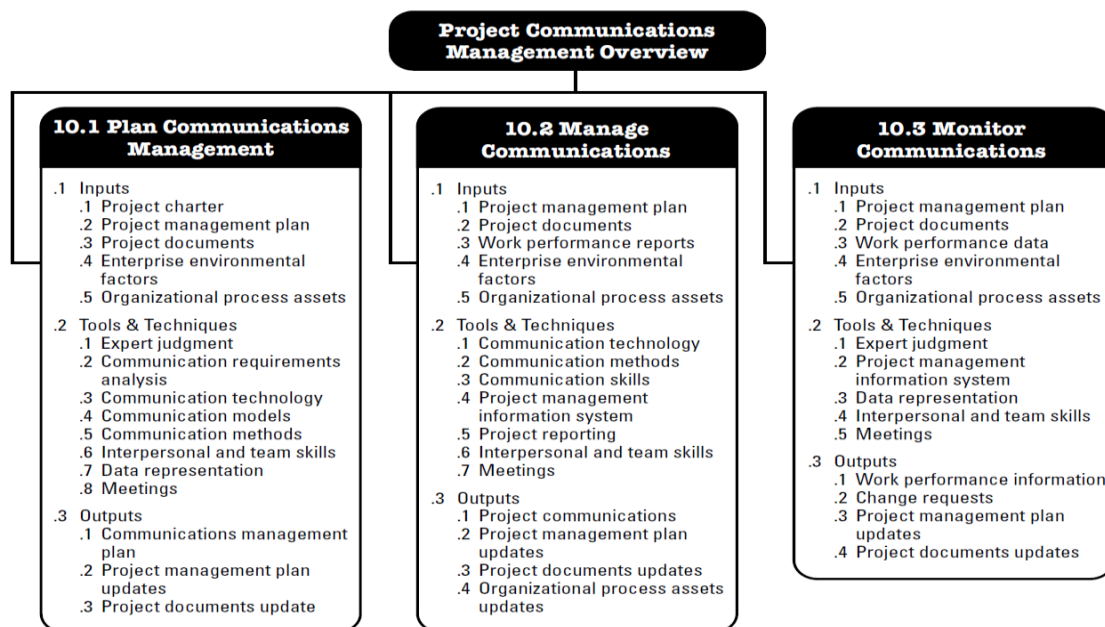 Project Communications
Management Overview
10.1 Plan Communications
Management
.1 Inputs
.1 Project charter
.2 Project management plan
.3 Project documents
.4 Enterprise environmental
factors
.5 Organizational process assets
.2 Tools & Techniques
.1 Expert judgment
.2 Communication requirements
analysis
.3 Communication technology
.4 Communication models
.5 Communication methods
.6 Interpersonal and team skills
.7 Data representation
.8 Meetings
.3 Outputs
.1 Communications management
plan
.2 Project management plan
updates
.3 Project documents update
10.2 Manage
Communications
.1 Inputs
.1 Project management plan
.2 Project documents
.3 Work performance reports
.4 Enterprise environmental
factors
.5 Organizational process assets
.2 Tools & Techniques
.1 Communication technology
.2 Communication methods
.3 Communication skills
.4 Project management
information system
.5 Project reporting
.6 Interpersonal and team skills
.7 Meetings
.3 Outputs
.1 Project communications
.2 Project management plan
updates
.3 Project documents updates
.4 Organizational process assets
updates
10.3 Monitor
Communications
.1 Inputs
.1 Project management plan
.2 Project documents
.3 Work performance data
.4 Enterprise environmental
factors
.5 Organizational process assets
.2 Tools & Techniques
.1 Expert judgment
.2 Project management
information system
.3 Data representation
.4 Interpersonal and team skills
.5 Meetings
.3 Outputs
.1 Work performance information
.2 Change requests
.3 Project management plan
updates
.4 Project documents updates